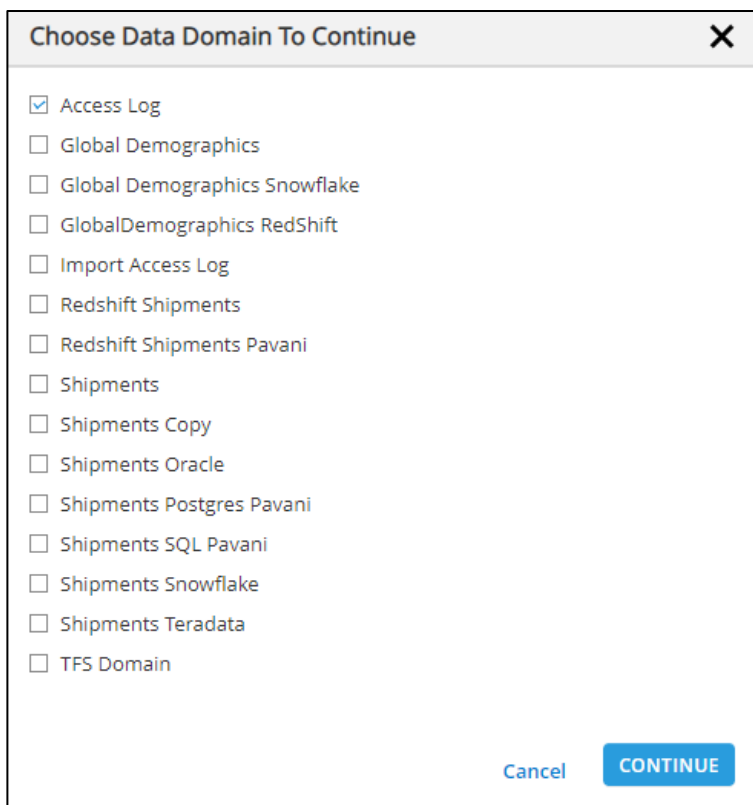 Choose Data Domain To Continue
Access Log
Global Demographics
Global Demographics Snowflake
GlobalDemographics RedShift
Import Access Log
Redshift Shipments
Redshift Shipments Pavani
Shipments
Shipments Copy
Shipments Oracle
Shipments Postgres Pavani
Shipments SQL Pavani
Shipments Snowflake
Shipments Teradata
TFS Domain
Cancel CONTINUE